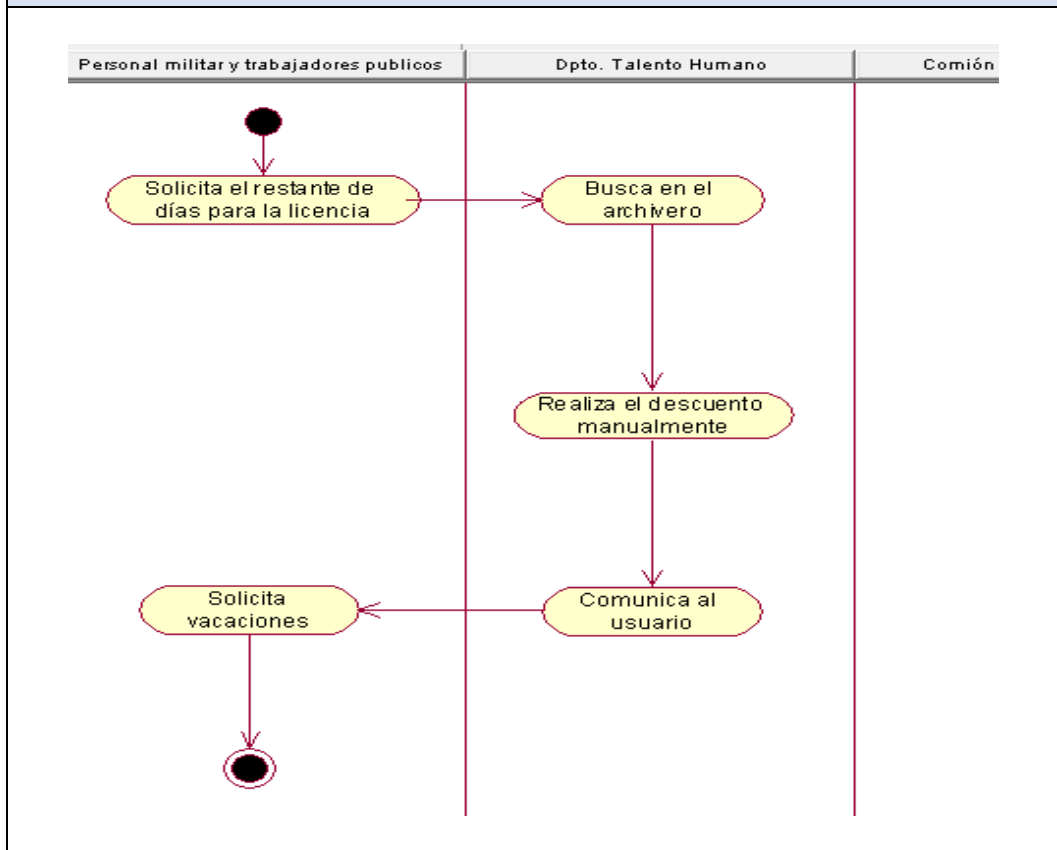 Personal militar y trabajadores publicos
Dpto. Talento Humano
Comión
Solicita el restante de
días para la licencia
Busca en el
archivero
Realiza el descuento
manualmente
Solicita
vacaciones
Comunica al
usuario